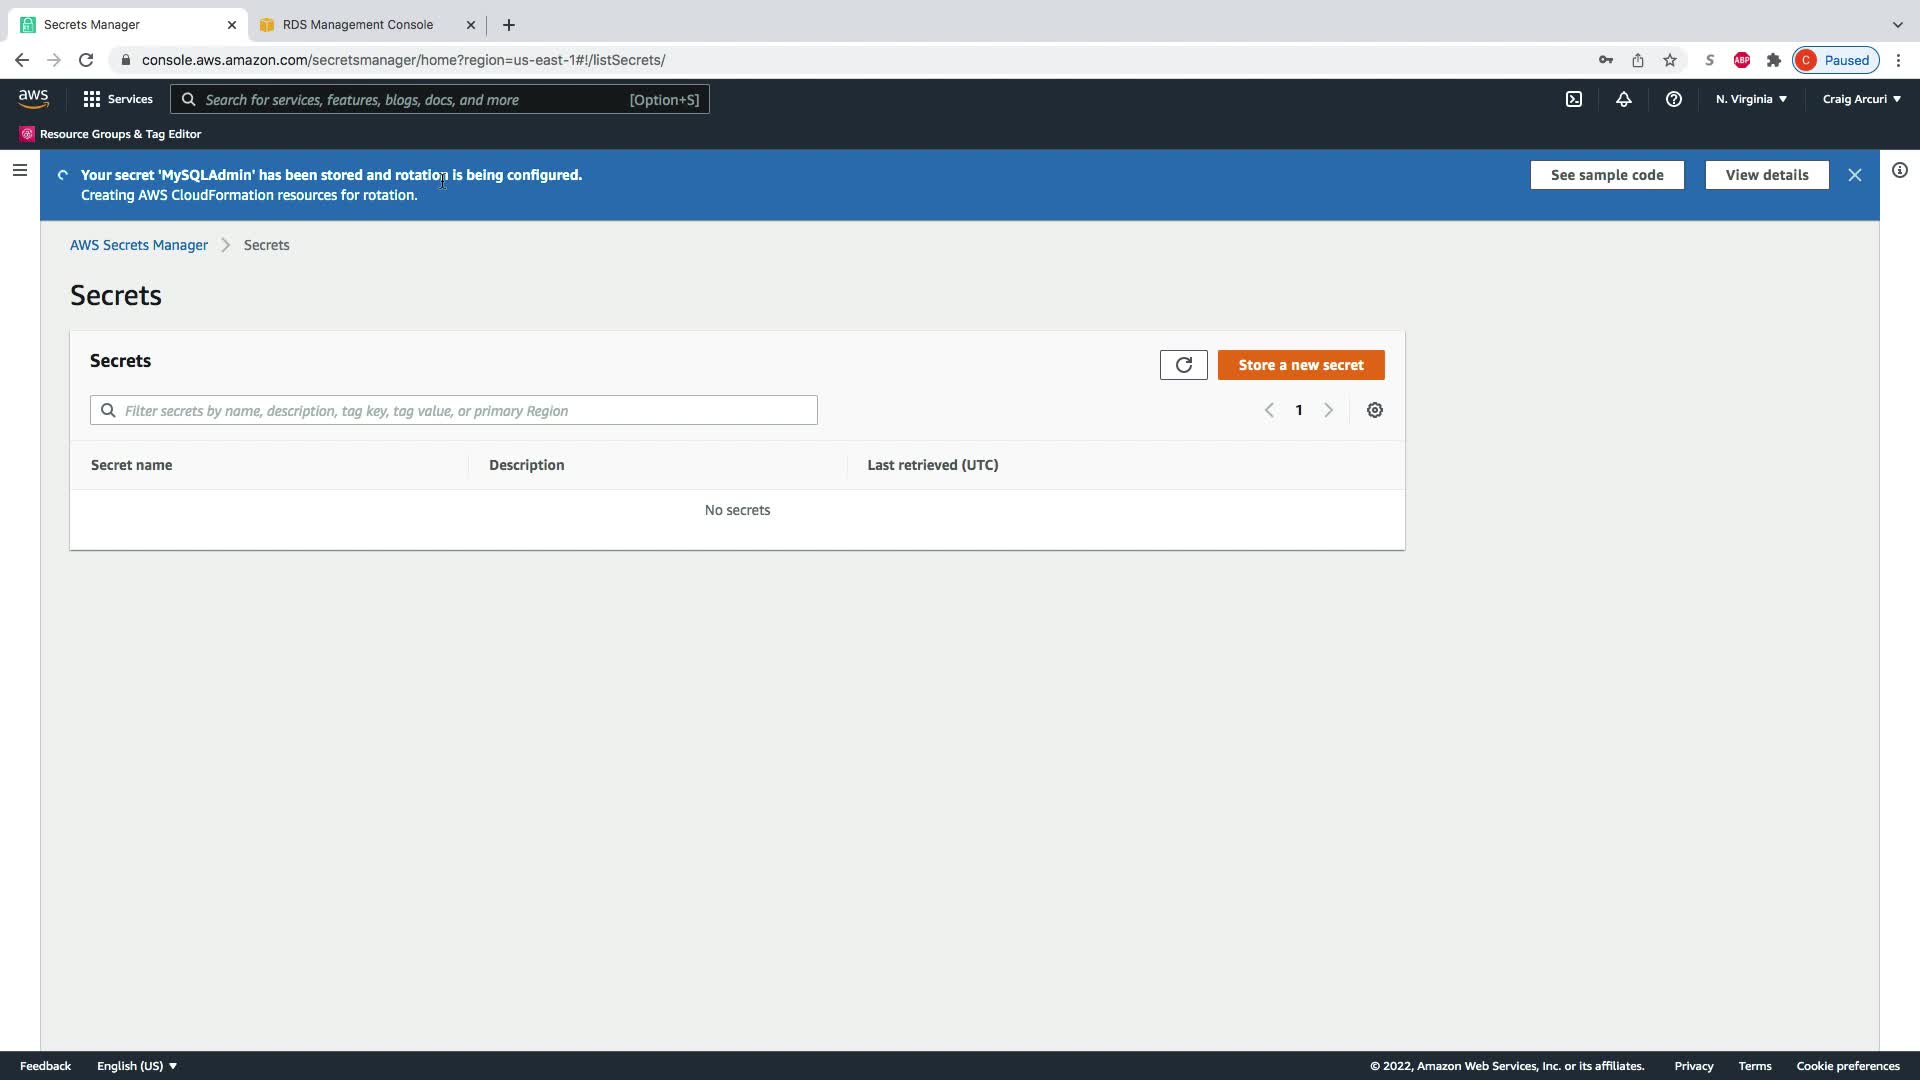 Secrets Manager
RDS Management Console
console.aws.amazon.com/secretsmanager/home?region=us-east-1#!/listSecrets/
S
ABP
C
Paused
aws
Services
Search for services, features, blogs, docs, and more
[Option+S]
N. Virginia
Craig Arcuri
Resource Groups & Tag Editor
Your secret 'MySQLAdmin' has been stored and rotation is being configured.
Creating AWS CloudFormation resources for rotation.
See sample code
View details
AWS Secrets Manager
Secrets
Secrets
Secrets
Store a new secret
Filter secrets by name, description, tag key, tag value, or primary Region
1
Secret name
Description
Last retrieved (UTC)
No secrets
Feedback
English (US)
© 2022, Amazon Web Services, Inc. or its affiliates.
Privacy
Terms
Cookie preferences